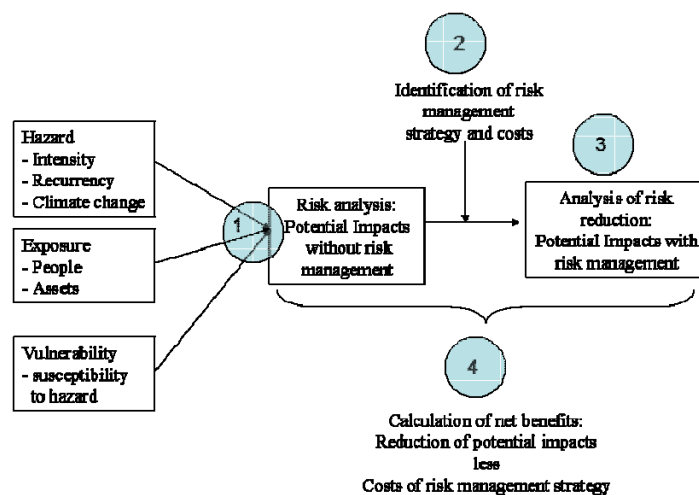 2
Identification of risk
management
strategy and costs
3
Hazard
- Intensity
- Recurrency
- Climate change
1
Risk analysis:
Potential Impacts
without risk
management
Analysis of risk
reduction:
Potential Impacts with
risk management
Exposure
- People
- Assets
Vulnerability
- susceptibility
to hazard
4
Calculation of net benefits:
Reduction of potential impacts
less
Costs of risk management strategy